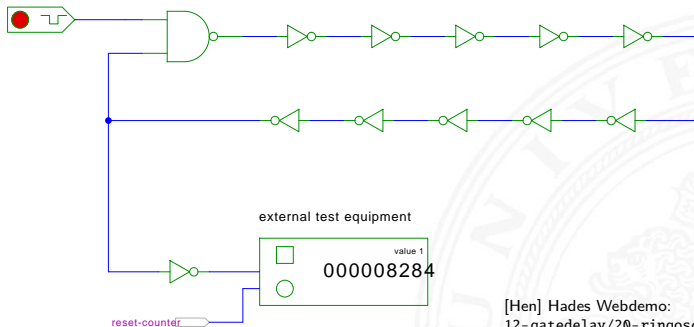 external test equipment
value 1
000008284
reset-counter
[Hen] Hades Webdemo: